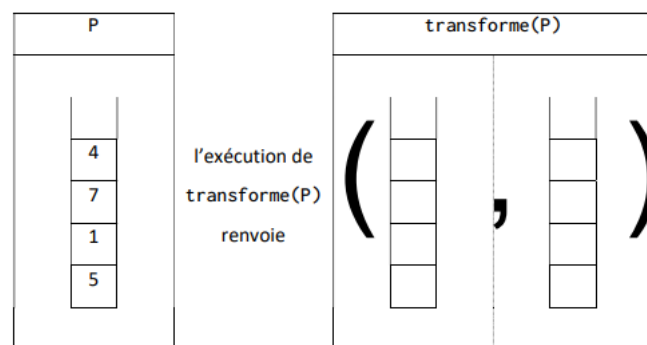 P
transforme(P)
4
7
1
5
l'exécution de
transforme(P)
renvoie
( , )